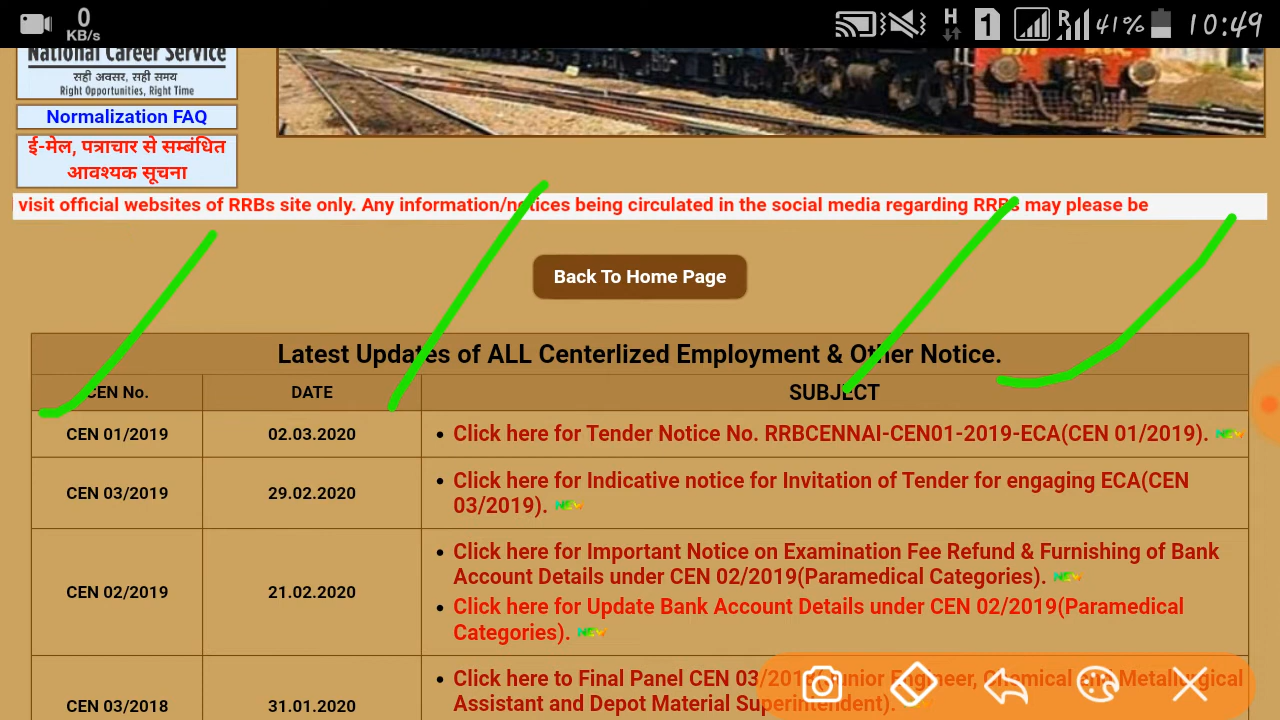 0
KB/s
H 1 R 41% 10:49
National Career Service
सही अवसर, सही समय
Right Opportunities, Right Time
Normalization FAQ
ई-मेल, पत्राचार से सम्बंधित
आवश्यक सूचना
visit official websites of RRBs site only. Any information/notices being circulated in the social media regarding RRBs may please be
Back To Home Page
Latest Updates of ALL Centerlized Employment & Other Notice.
CEN No. DATE SUBJECT
CEN 01/2019 02.03.2020 • Click here for Tender Notice No. RRBCENNAI-CEN01-2019-ECA(CEN 01/2019). NEW
CEN 03/2019 29.02.2020 • Click here for Indicative notice for Invitation of Tender for engaging ECA(CEN
03/2019). NEW
CEN 02/2019 21.02.2020 • Click here for Important Notice on Examination Fee Refund & Furnishing of Bank
Account Details under CEN 02/2019(Paramedical Categories). NEW
• Click here for Update Bank Account Details under CEN 02/2019(Paramedical
Categories). NEW
CEN 03/2018 31.01.2020 • Click here to Final Panel CEN 03/2018(Junior Engineer, Chemical and Metallurgical
Assistant and Depot Material Superintendent).